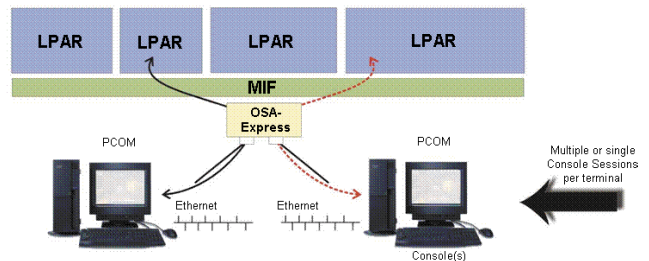 LPAR
LPAR
LPAR
LPAR
MIF
OSA-
Express
PCOM
PCOM
Multiple or single
Console Sessions
per terminal
Ethernet
Ethernet
Console(s)